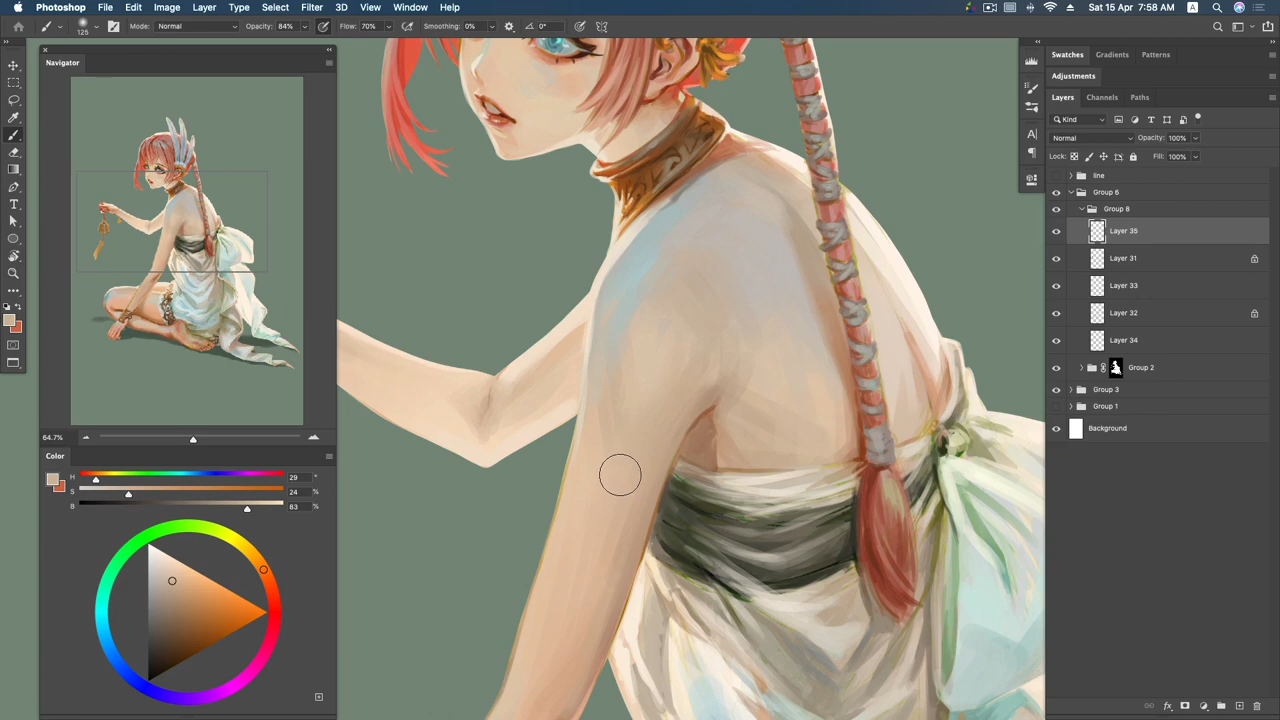 Photoshop File Edit Image Layer Type Select Filter 3D View Window Help A Sat 15 Apr 7:58 AM
125 Mode: Normal Opacity: 84% Flow: 70% Smoothing: 0% 0°
Navigator
64.7%
Color
H 29 °
S 24 %
B 83 %
Swatches Gradients Patterns
Adjustments
Layers Channels Paths
Kind
Normal Opacity: 100%
Lock: Fill: 100%
line
Group 6
Group 8
Layer 35
Layer 31
Layer 33
Layer 32
Layer 34
Group 2
Group 3
Group 1
Background